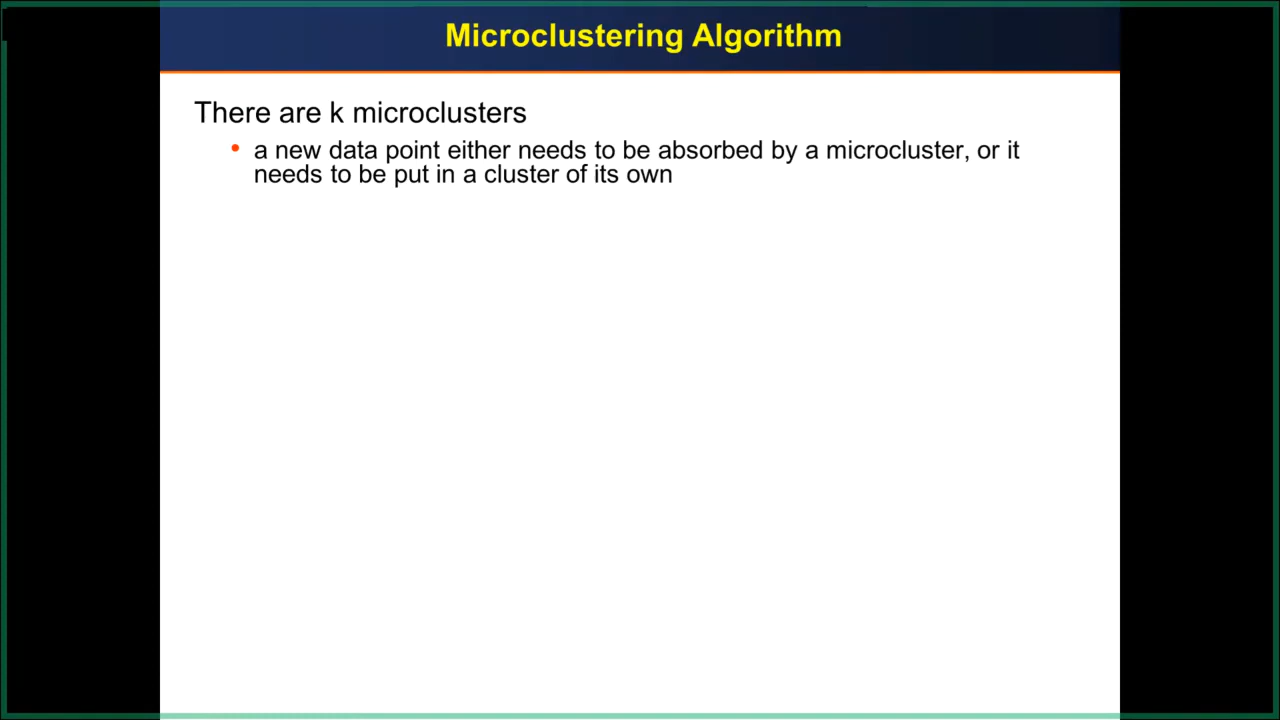 Microclustering Algorithm
There are k microclusters
• a new data point either needs to be absorbed by a microcluster, or it
needs to be put in a cluster of its own